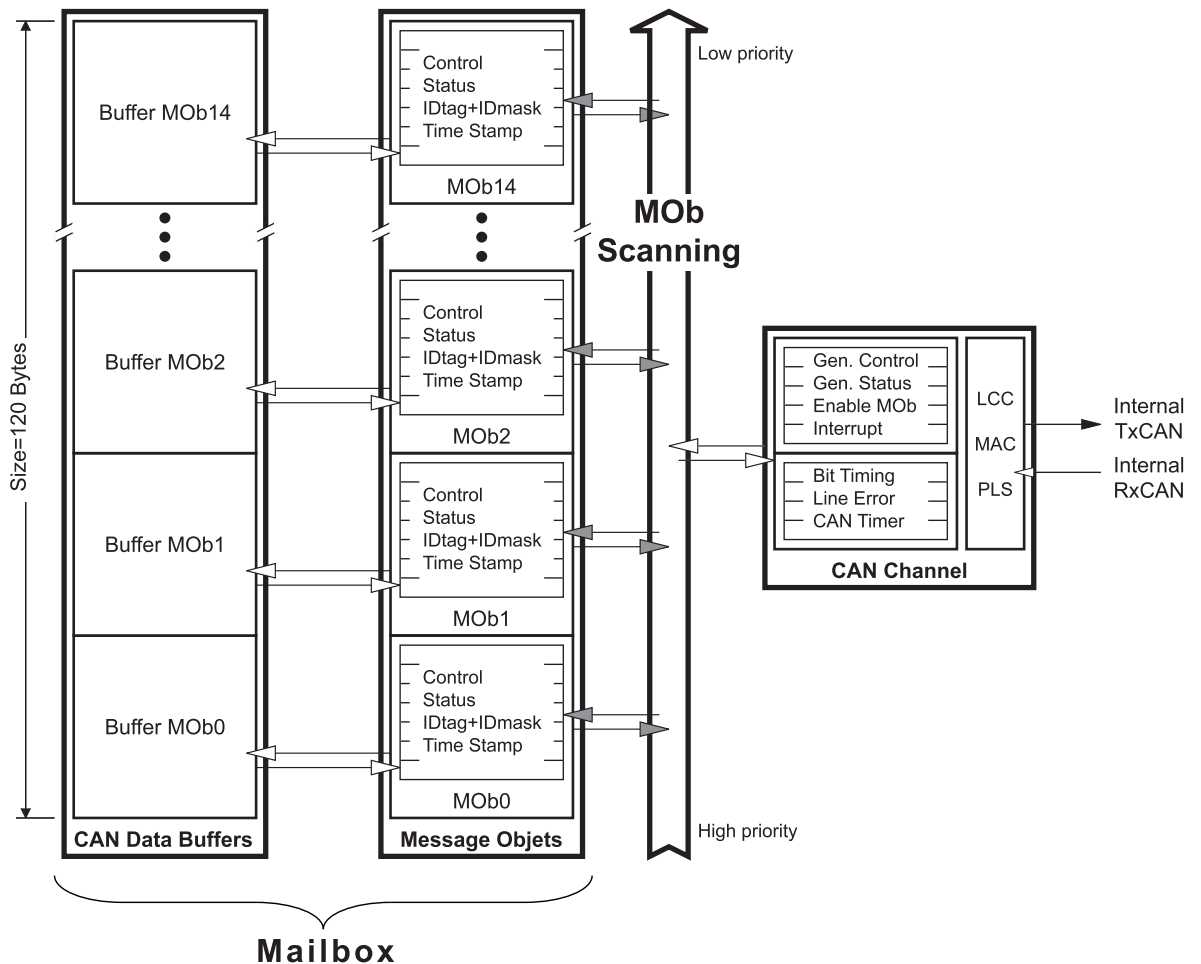 Size=120 Bytes
Buffer MOb14
Buffer MOb2
Buffer MOb1
Buffer MOb0
CAN Data Buffers
Control
Status
IDtag+IDmask
Time Stamp
MOb14
Control
Status
IDtag+IDmask
Time Stamp
MOb2
Control
Status
IDtag+IDmask
Time Stamp
MOb1
Control
Status
IDtag+IDmask
Time Stamp
MOb0
Message Objets
Mailbox
Low priority
MOb
Scanning
High priority
Gen. Control
Gen. Status
Enable MOb
Interrupt
Bit Timing
Line Error
CAN Timer
LCC
MAC
PLS
CAN Channel
Internal
TxCAN
Internal
RxCAN